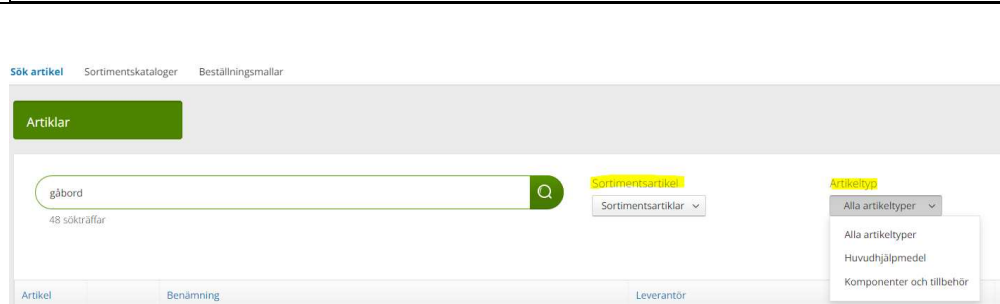 Sök artikel Sortimentskataloger Beställningsmallar
Artiklar
gåbord
48 sökträffar
Sortimentsartikel
Sortimentsartiklar
Artikeltyp
Alla artikeltyper
Alla artikeltyper
Huvudhjälpmedel
Komponenter och tillbehör
Artikel Benämning Leverantör